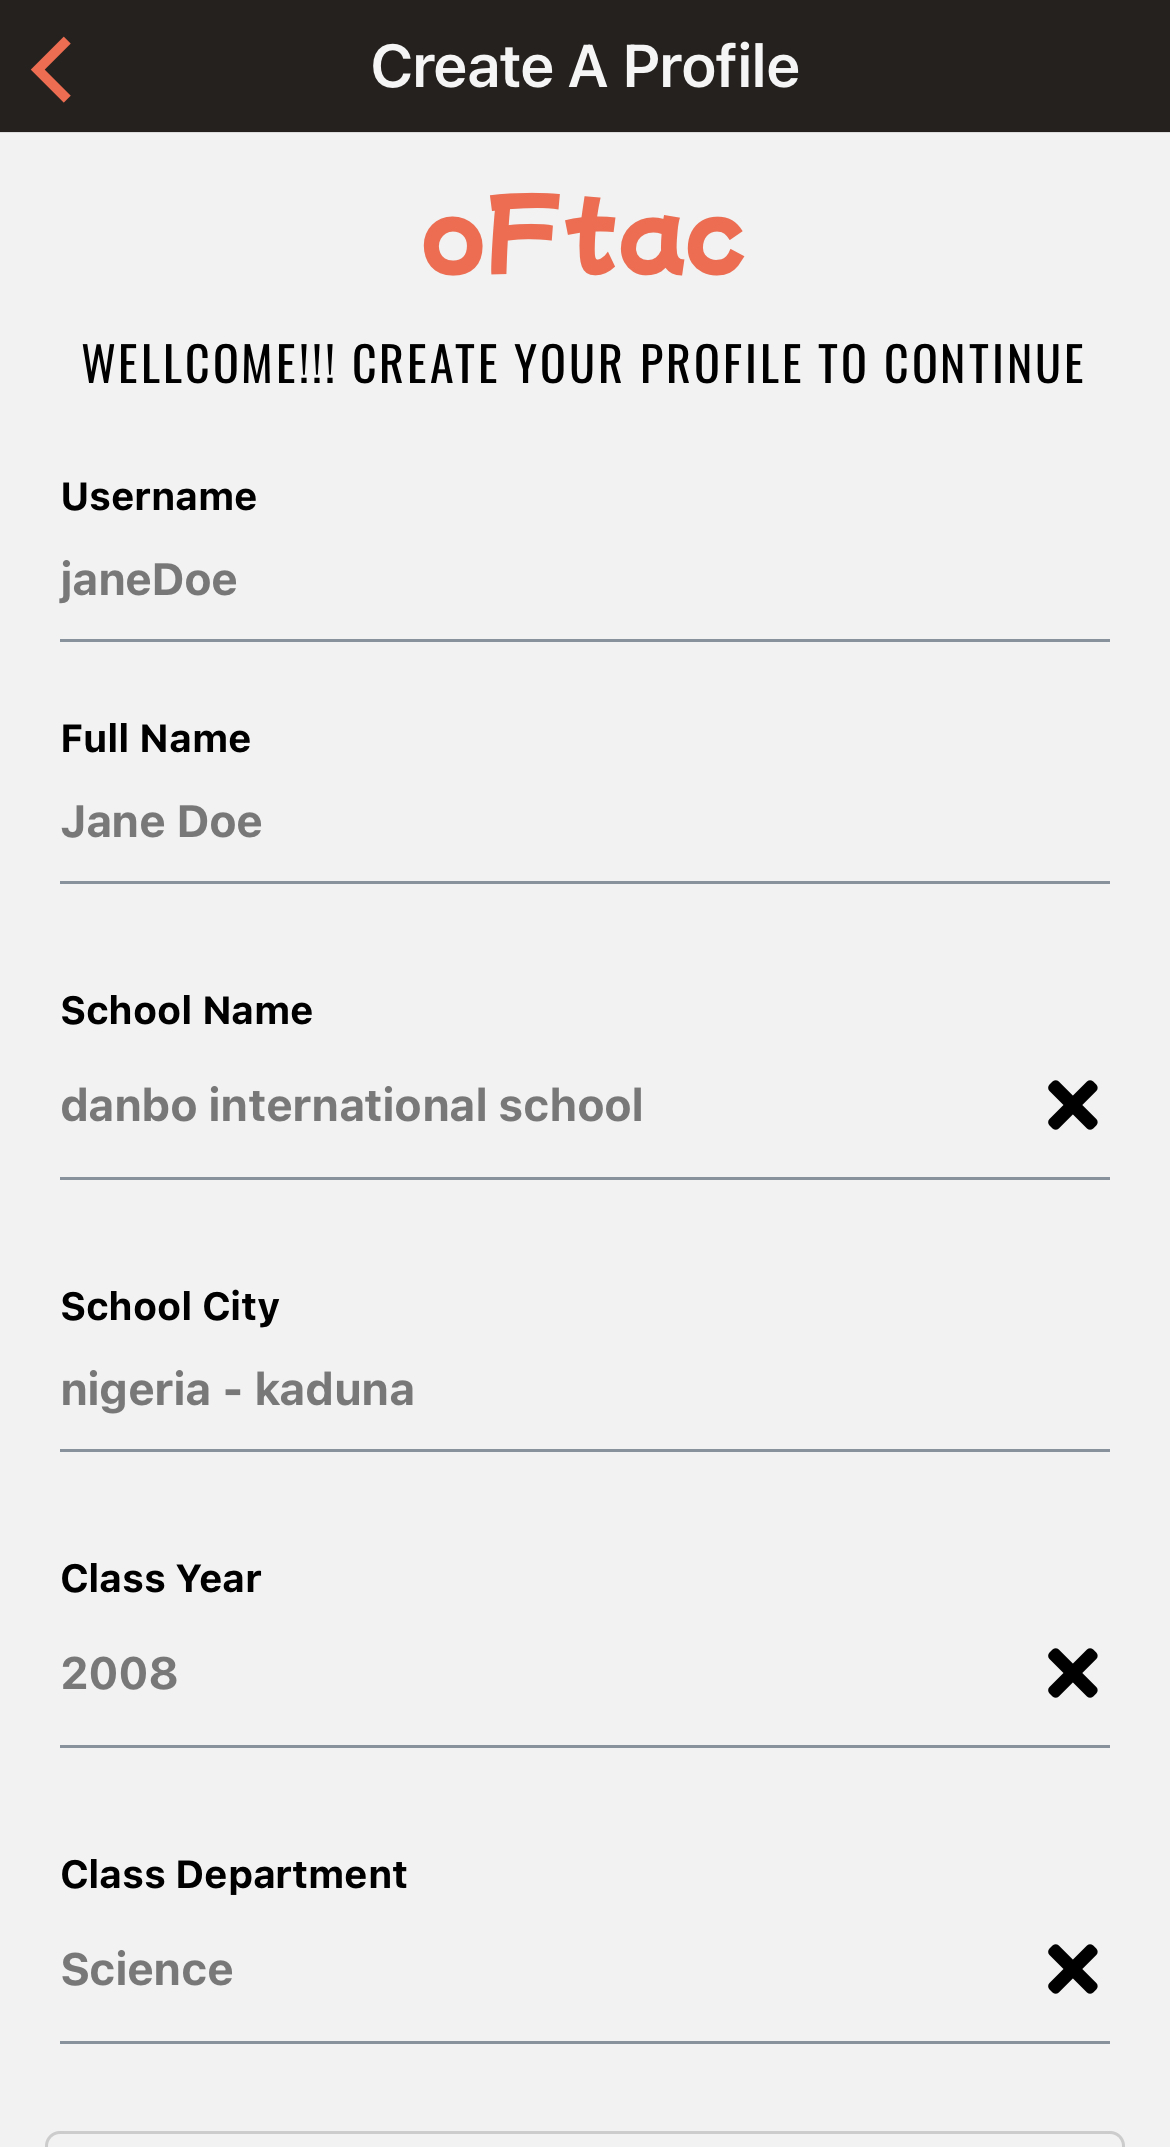 Create A Profile
oFtac
WELLCOME!!! CREATE YOUR PROFILE TO CONTINUE
Username
janeDoe
Full Name
Jane Doe
School Name
danbo international school
School City
nigeria - kaduna
Class Year
2008
Class Department
Science